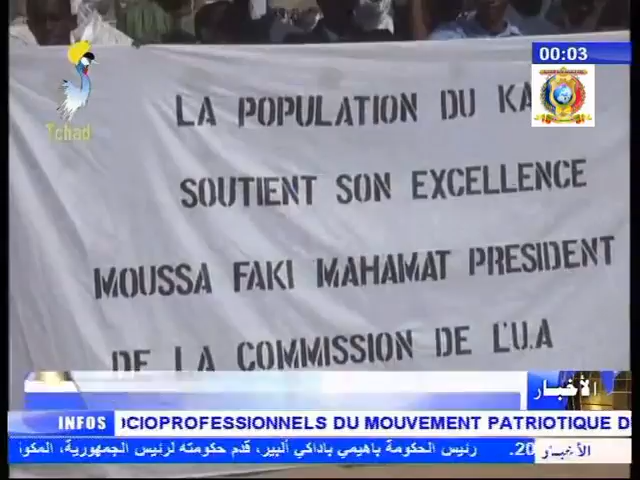 00:03
Tchad
LA POPULATION DU KA
SOUTIENT SON EXCELLENCE
MOUSSA FAKI MAHAMAT PRESIDENT
DE LA COMMISSION DE L'U.A
الأخبار
INFOS
OCIOPROFESSIONNELS DU MOUVEMENT PATRIOTIQUE D
رئيس الحكومة باهيمي باداكي ألبير، قدم حكومته لرئيس الجمهورية، المكو
20.
الأخبار